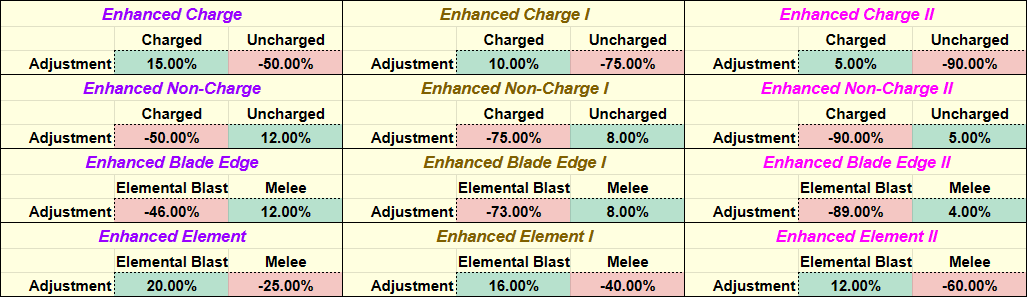 Enhanced Charge Enhanced Charge I Enhanced Charge II
Charged Uncharged Charged Uncharged Charged Uncharged
Adjustment 15.00% -50.00% Adjustment 10.00% -75.00% Adjustment 5.00% -90.00%
Enhanced Non-Charge Enhanced Non-Charge I Enhanced Non-Charge II
Charged Uncharged Charged Uncharged Charged Uncharged
Adjustment -50.00% 12.00% Adjustment -75.00% 8.00% Adjustment -90.00% 5.00%
Enhanced Blade Edge Enhanced Blade Edge I Enhanced Blade Edge II
Elemental Blast Melee Elemental Blast Melee Elemental Blast Melee
Adjustment -46.00% 12.00% Adjustment -73.00% 8.00% Adjustment -89.00% 4.00%
Enhanced Element Enhanced Element I Enhanced Element II
Elemental Blast Melee Elemental Blast Melee Elemental Blast Melee
Adjustment 20.00% -25.00% Adjustment 16.00% -40.00% Adjustment 12.00% -60.00%